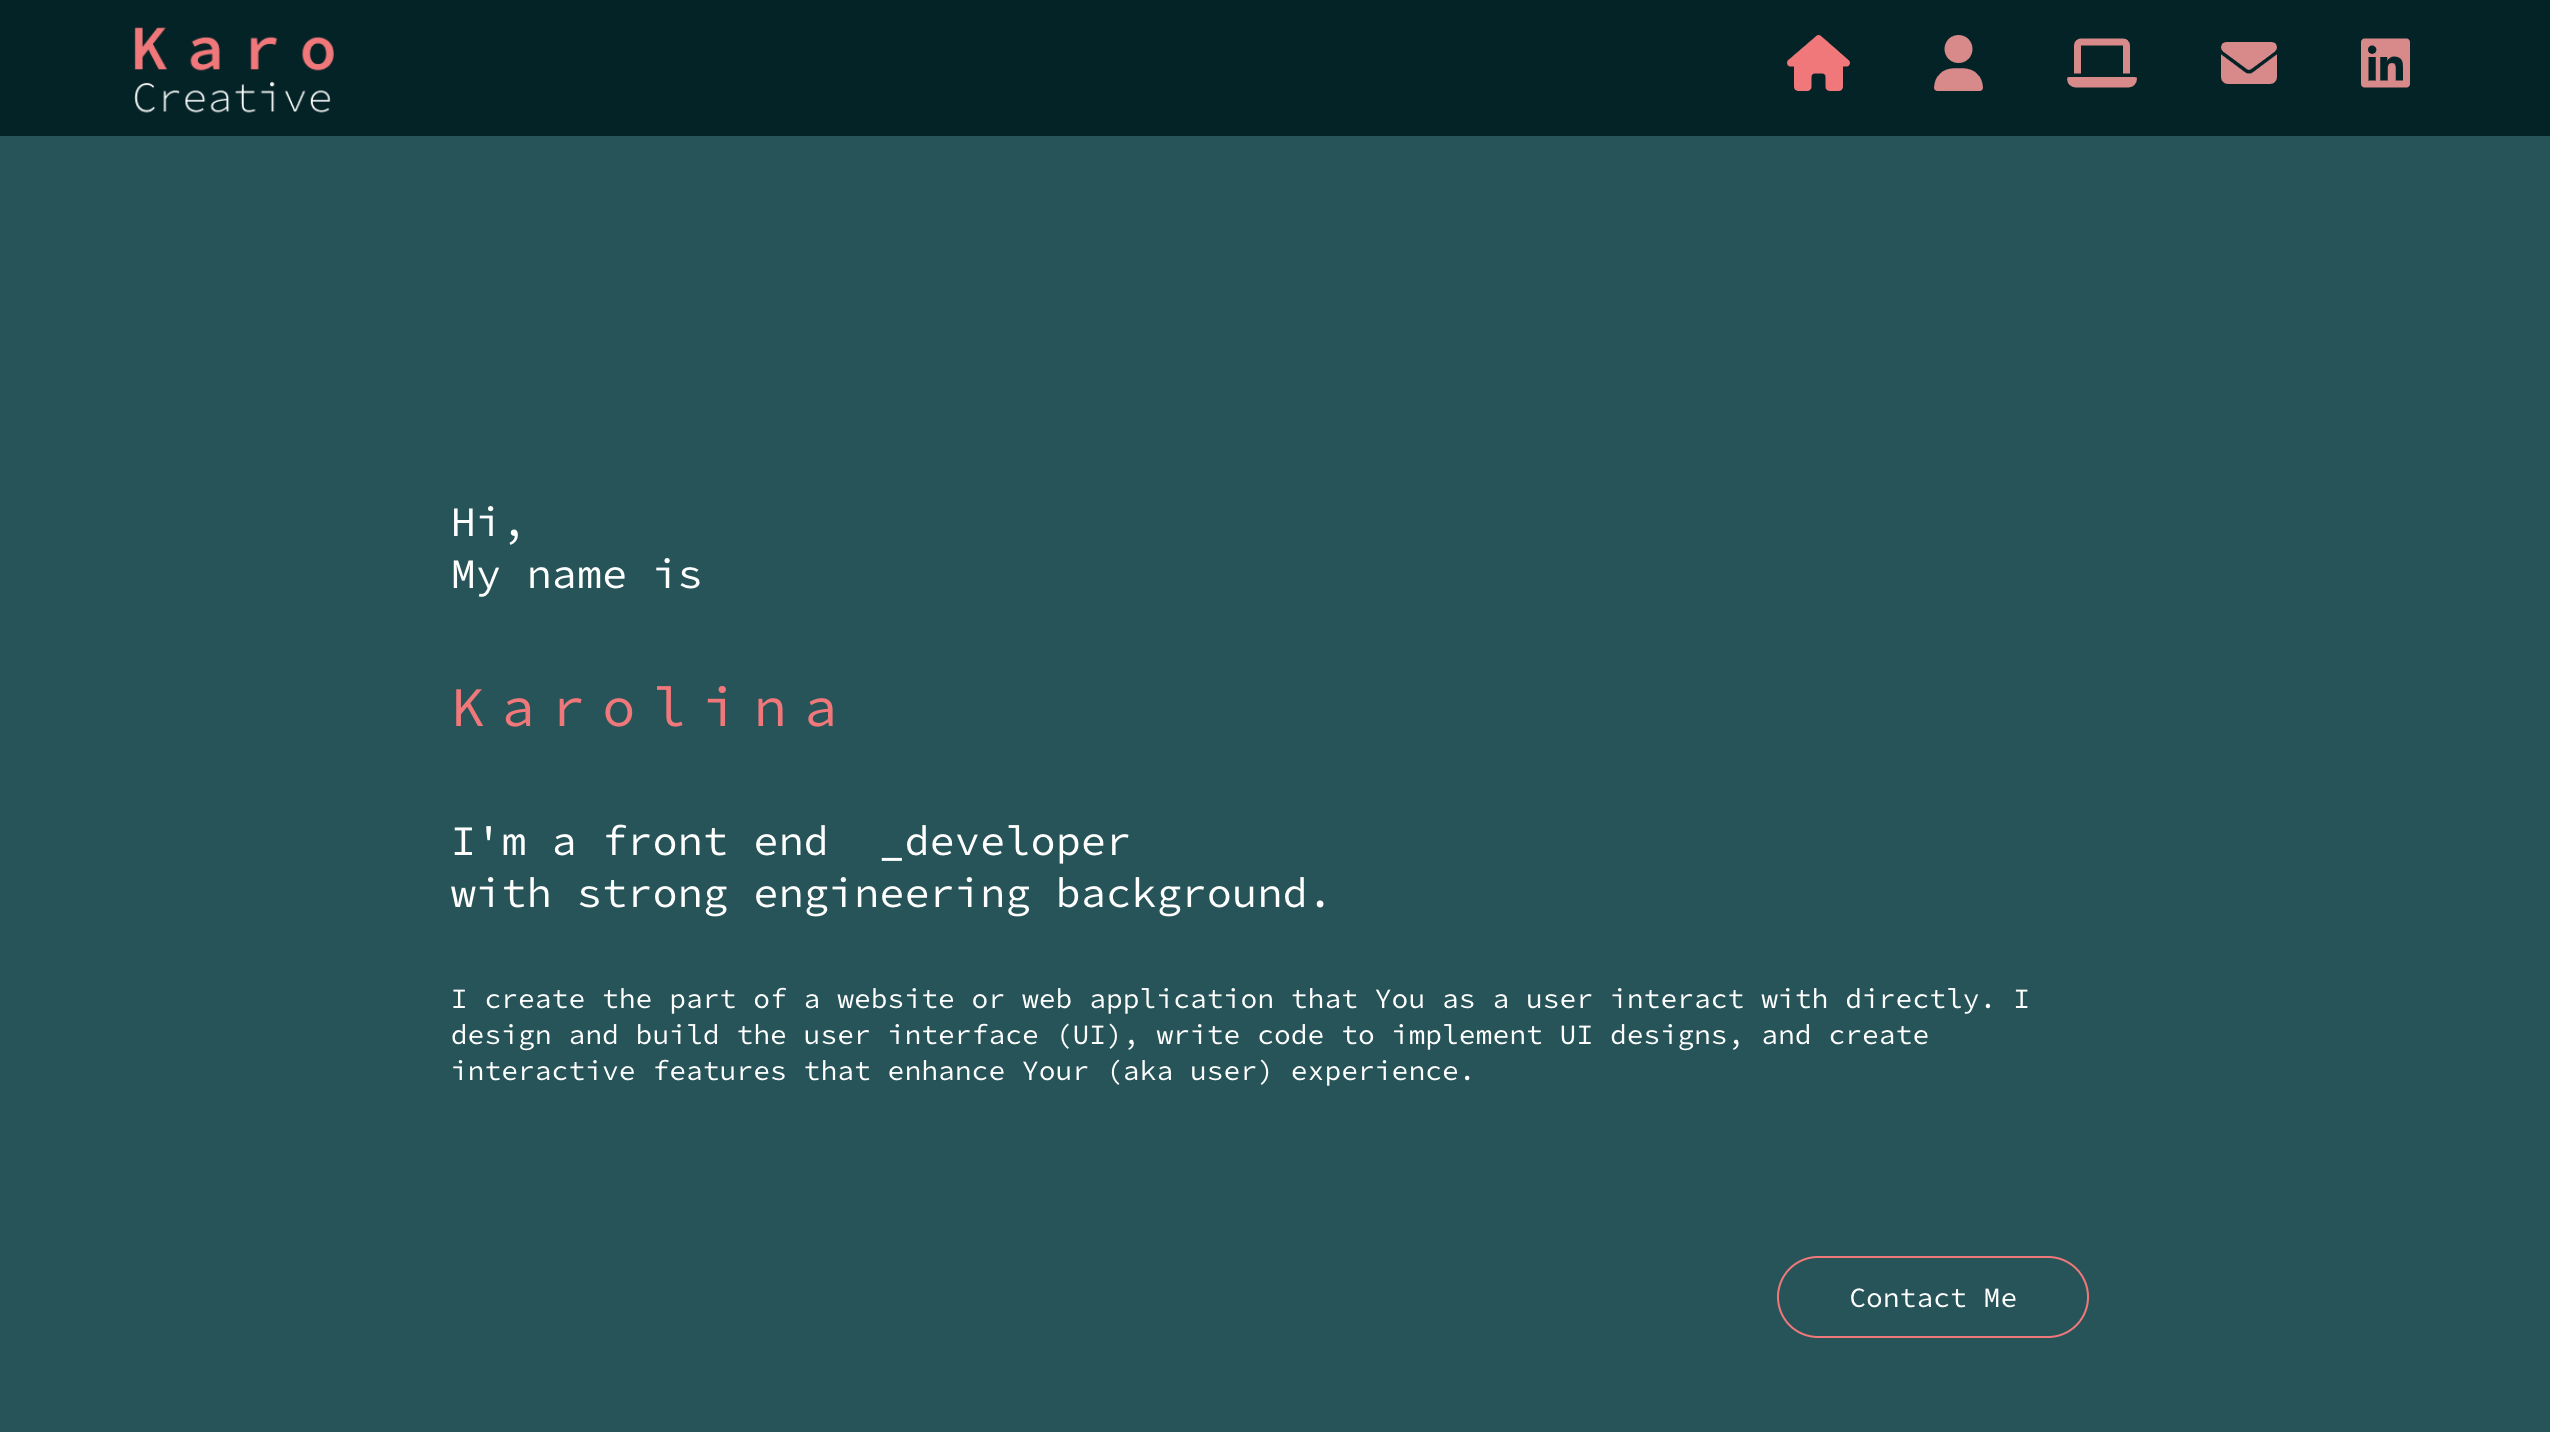 Karo
Creative
in
Hi,
My name is
Karolina
I'm a front end  _developer
with strong engineering background.
I create the part of a website or web application that You as a user interact with directly. I
design and build the user interface (UI), write code to implement UI designs, and create
interactive features that enhance Your (aka user) experience.
Contact Me